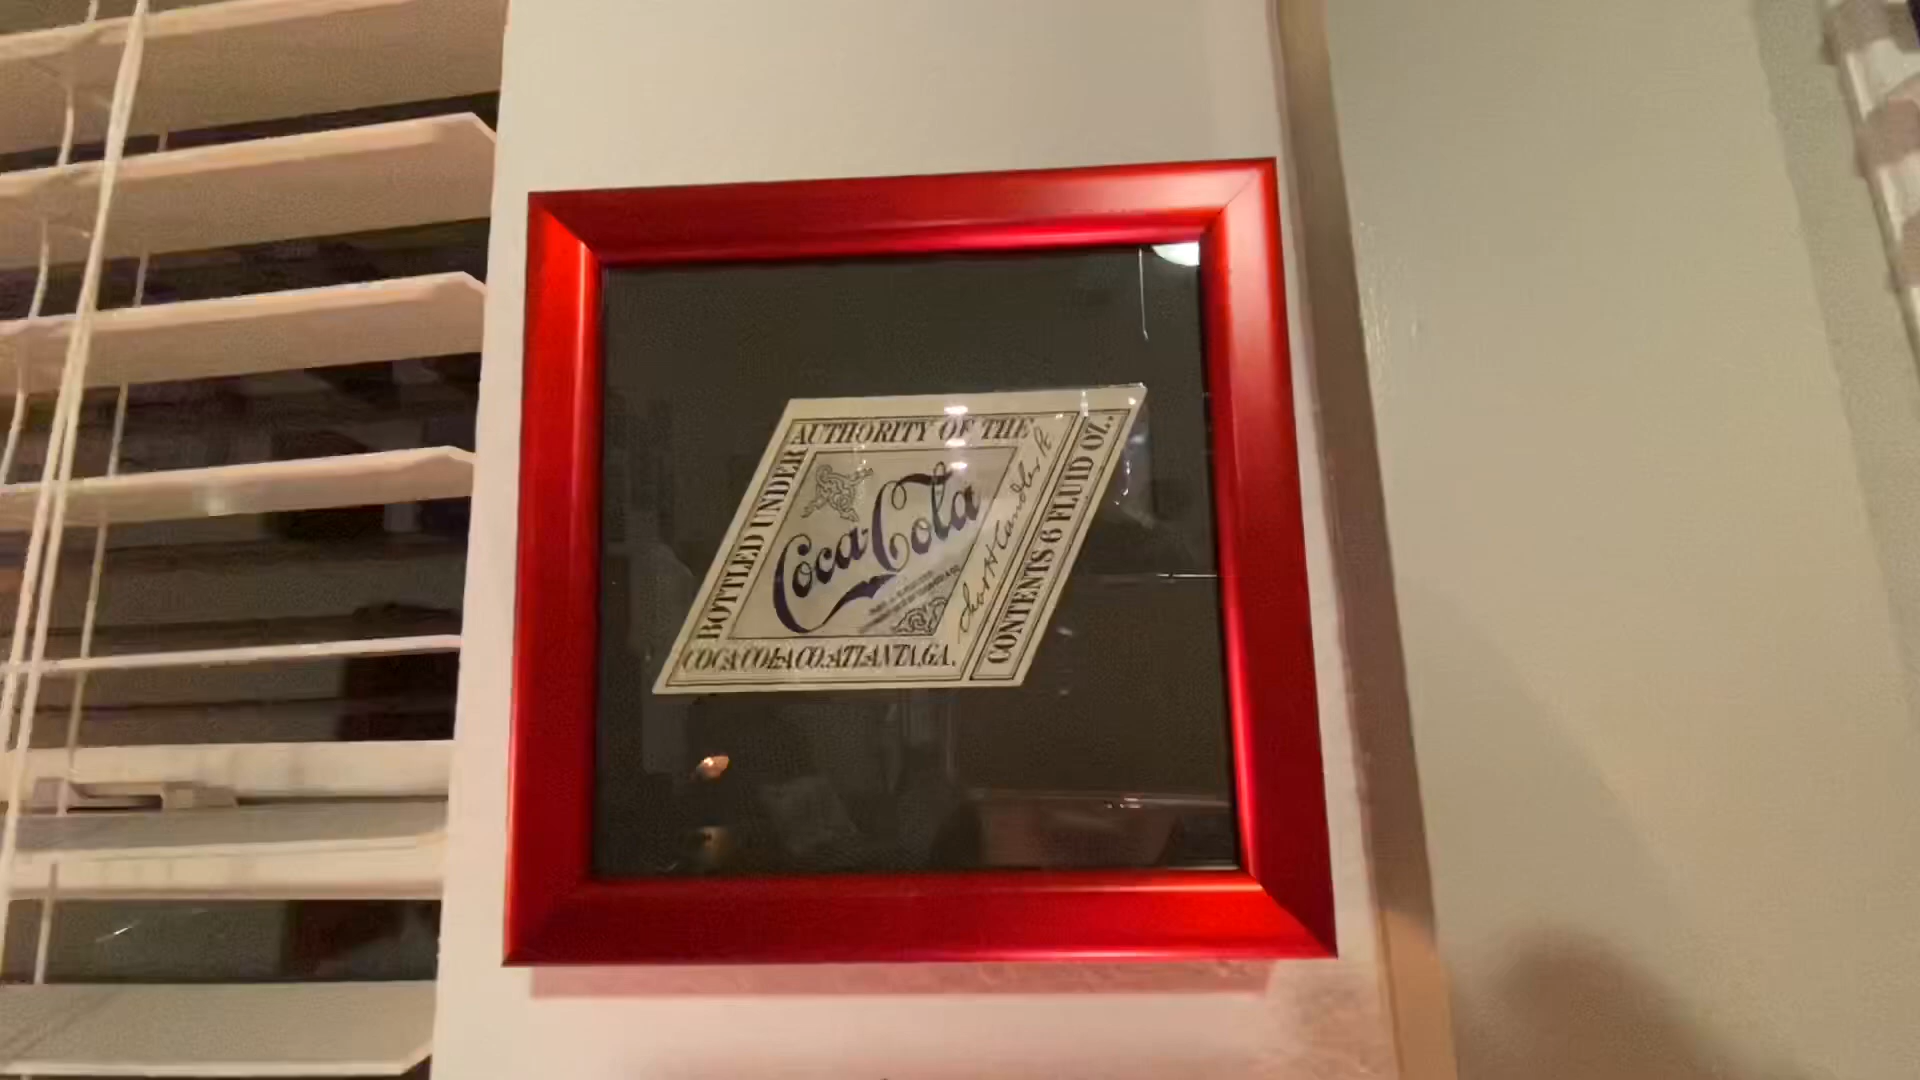 BOTTLED UNDER
AUTHORITY OF THE
Coca-Cola
COCA COLA CO. ATLANTA, GA.
CONTENTS 6 FLUID OZ.